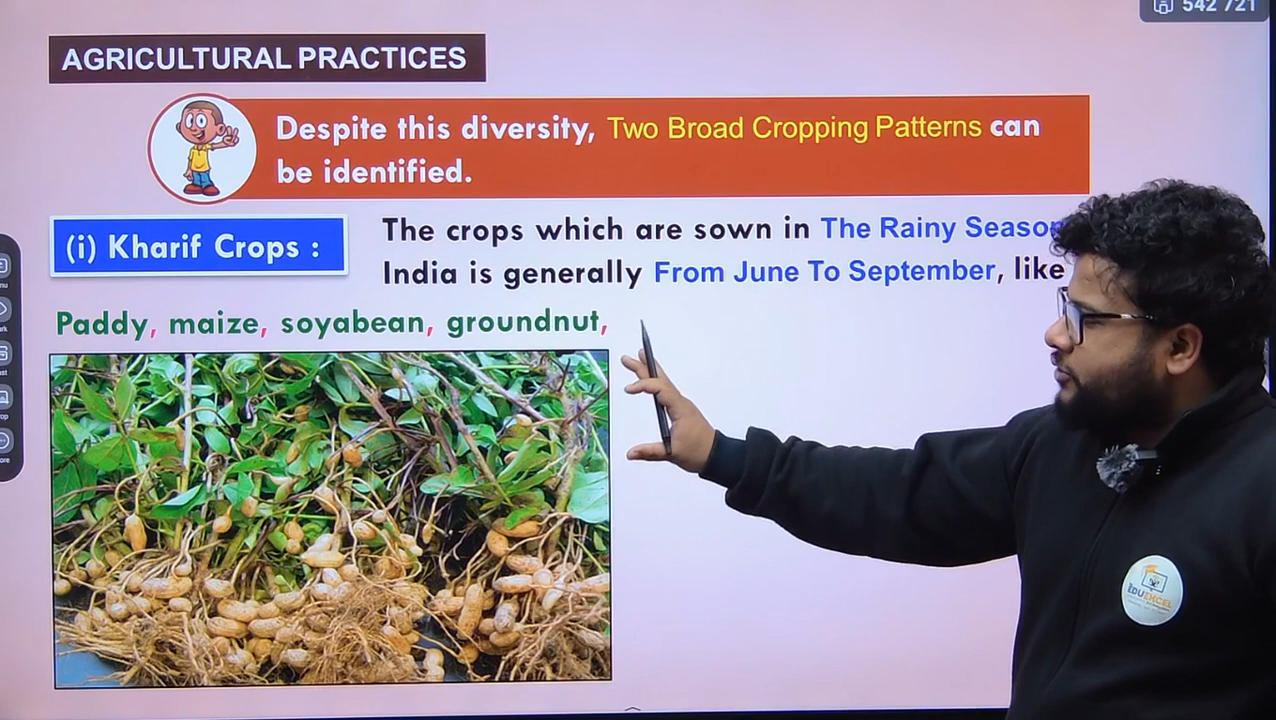 542 721
AGRICULTURAL PRACTICES
Despite this diversity, Two Broad Cropping Patterns can
be identified.
(i) Kharif Crops :
The crops which are sown in The Rainy Season
India is generally From June To September, like
Paddy, maize, soyabean, groundnut,
EDUEXCEL